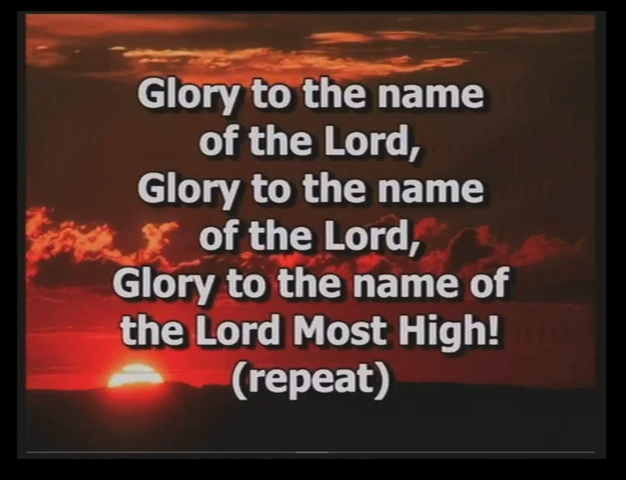 Glory to the name
of the Lord,
Glory to the name
of the Lord,
Glory to the name of
the Lord Most High!
(repeat)